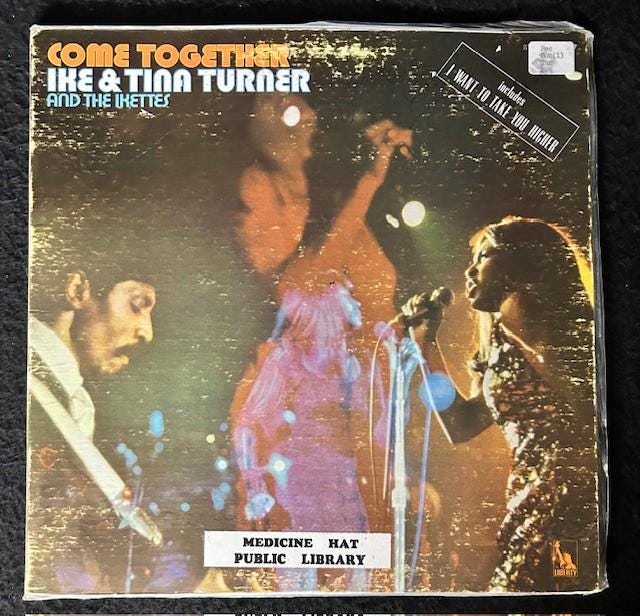 COME TOGETHER
IKE & TINA TURNER
AND THE IKETTES
includes
I WANT TO TAKE YOU HIGHER
MEDICINE HAT
PUBLIC LIBRARY
LIBERTY